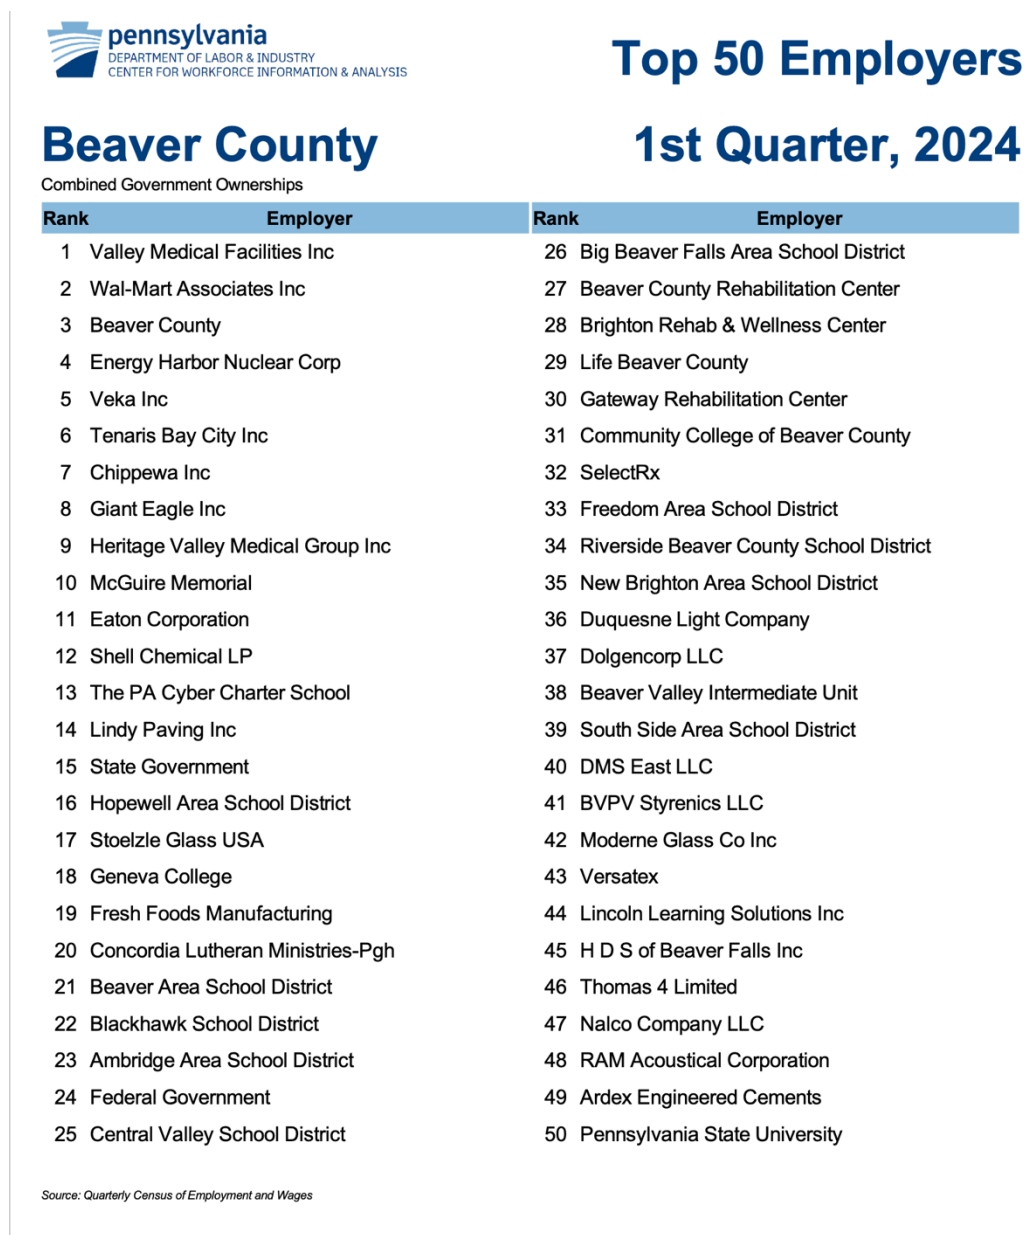 pennsylvania
DEPARTMENT OF LABOR & INDUSTRY
CENTER FOR WORKFORCE INFORMATION & ANALYSIS
Top 50 Employers
Beaver County
1st Quarter, 2024
Combined Government Ownerships
Rank Employer
1 Valley Medical Facilities Inc
2 Wal-Mart Associates Inc
3 Beaver County
4 Energy Harbor Nuclear Corp
5 Veka Inc
6 Tenaris Bay City Inc
7 Chippewa Inc
8 Giant Eagle Inc
9 Heritage Valley Medical Group Inc
10 McGuire Memorial
11 Eaton Corporation
12 Shell Chemical LP
13 The PA Cyber Charter School
14 Lindy Paving Inc
15 State Government
16 Hopewell Area School District
17 Stoelzle Glass USA
18 Geneva College
19 Fresh Foods Manufacturing
20 Concordia Lutheran Ministries-Pgh
21 Beaver Area School District
22 Blackhawk School District
23 Ambridge Area School District
24 Federal Government
25 Central Valley School District
Rank Employer
26 Big Beaver Falls Area School District
27 Beaver County Rehabilitation Center
28 Brighton Rehab & Wellness Center
29 Life Beaver County
30 Gateway Rehabilitation Center
31 Community College of Beaver County
32 SelectRx
33 Freedom Area School District
34 Riverside Beaver County School District
35 New Brighton Area School District
36 Duquesne Light Company
37 Dolgencorp LLC
38 Beaver Valley Intermediate Unit
39 South Side Area School District
40 DMS East LLC
41 BVPV Styrenics LLC
42 Moderne Glass Co Inc
43 Versatex
44 Lincoln Learning Solutions Inc
45 H D S of Beaver Falls Inc
46 Thomas 4 Limited
47 Nalco Company LLC
48 RAM Acoustical Corporation
49 Ardex Engineered Cements
50 Pennsylvania State University
Source: Quarterly Census of Employment and Wages